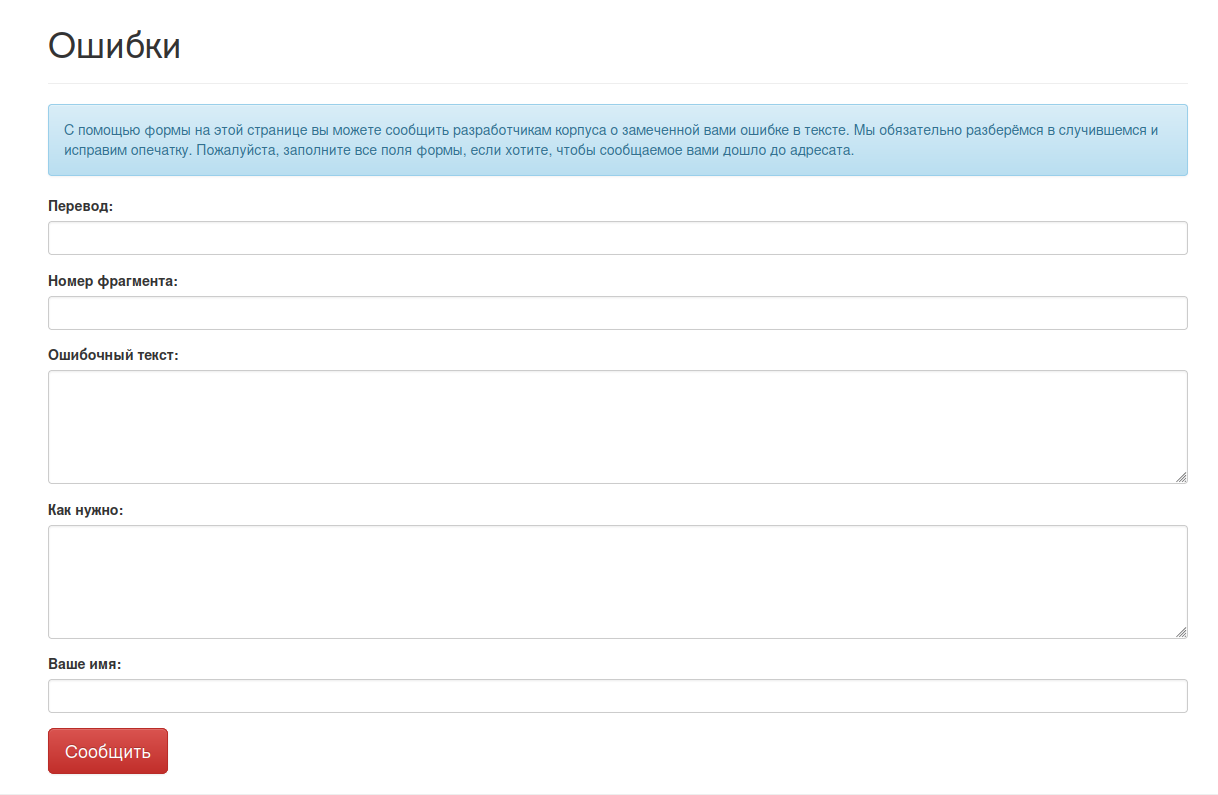 Ошибки
С помощью формы на этой странице вы можете сообщить разработчикам корпуса о замеченной вами ошибке в тексте. Мы обязательно разберёмся в случившемся и
исправим опечатку. Пожалуйста, заполните все поля формы, если хотите, чтобы сообщаемое вами дошло до адресата.
Перевод:
Номер фрагмента:
Ошибочный текст:
Как нужно:
Ваше имя:
Сообщить